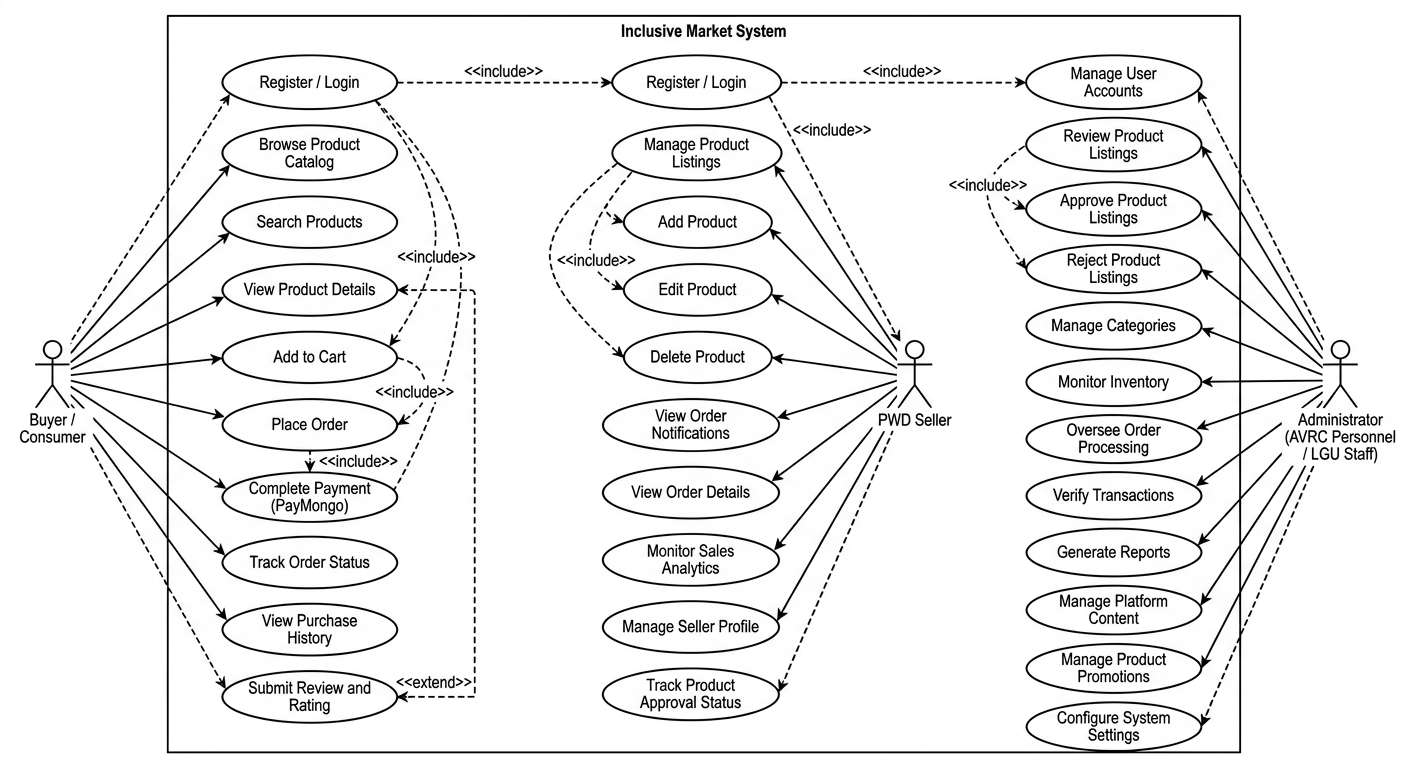 Inclusive Market System
Register / Login
Browse Product
Catalog
Search Products
View Product Details
Add to Cart
Place Order
Complete Payment
(PayMongo)
Track Order Status
View Purchase
History
Submit Review and
Rating
<<include>>
<<include>>
<<include>>
<<include>>
<<extend>>
Buyer /
Consumer
Register / Login
Manage Product
Listings
Add Product
Edit Product
Delete Product
View Order
Notifications
View Order Details
Monitor Sales
Analytics
Manage Seller Profile
Track Product
Approval Status
<<include>>
<<include>>
<<include>>
PWD Seller
Manage User
Accounts
Review Product
Listings
Approve Product
Listings
Reject Product
Listings
Manage Categories
Monitor Inventory
Oversee Order
Processing
Verify Transactions
Generate Reports
Manage Platform
Content
Manage Product
Promotions
Configure System
Settings
<<include>>
Administrator
(AVRC Personnel
/ LGU Staff)